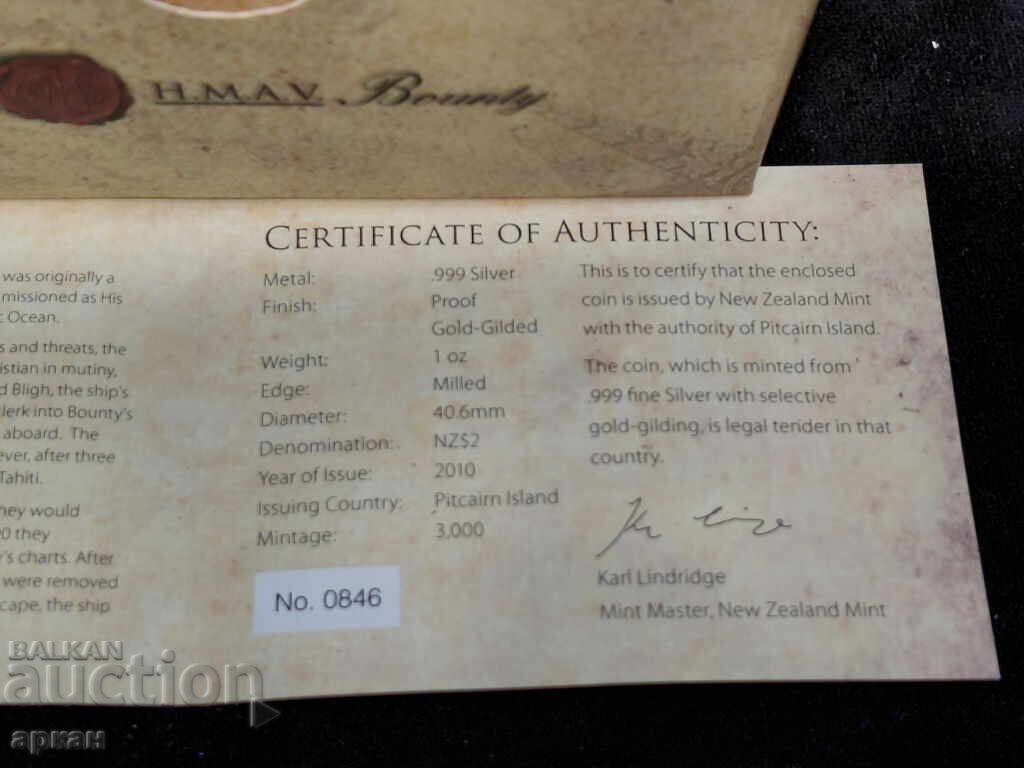 H.M.A.V. Bounty
was originally a
missioned as His
Ocean.
s and threats, the
istian in mutiny,
d Bligh, the ship's
lerk into Bounty's
aboard. The
ever, after three
Tahiti.
they would
0 they
's charts. After
were removed
cape, the ship
CERTIFICATE OF AUTHENTICITY:
Metal: .999 Silver
Finish: Proof
Gold-Gilded
Weight: 1 oz
Edge: Milled
Diameter: 40.6mm
Denomination: NZ$2
Year of Issue: 2010
Issuing Country: Pitcairn Island
Mintage: 3,000
No. 0846
This is to certify that the enclosed
coin is issued by New Zealand Mint
with the authority of Pitcairn Island.
The coin, which is minted from
.999 fine Silver with selective
gold-gilding, is legal tender in that
country.
Karl Lindridge
Mint Master, New Zealand Mint
BALKAN
auction
аркан